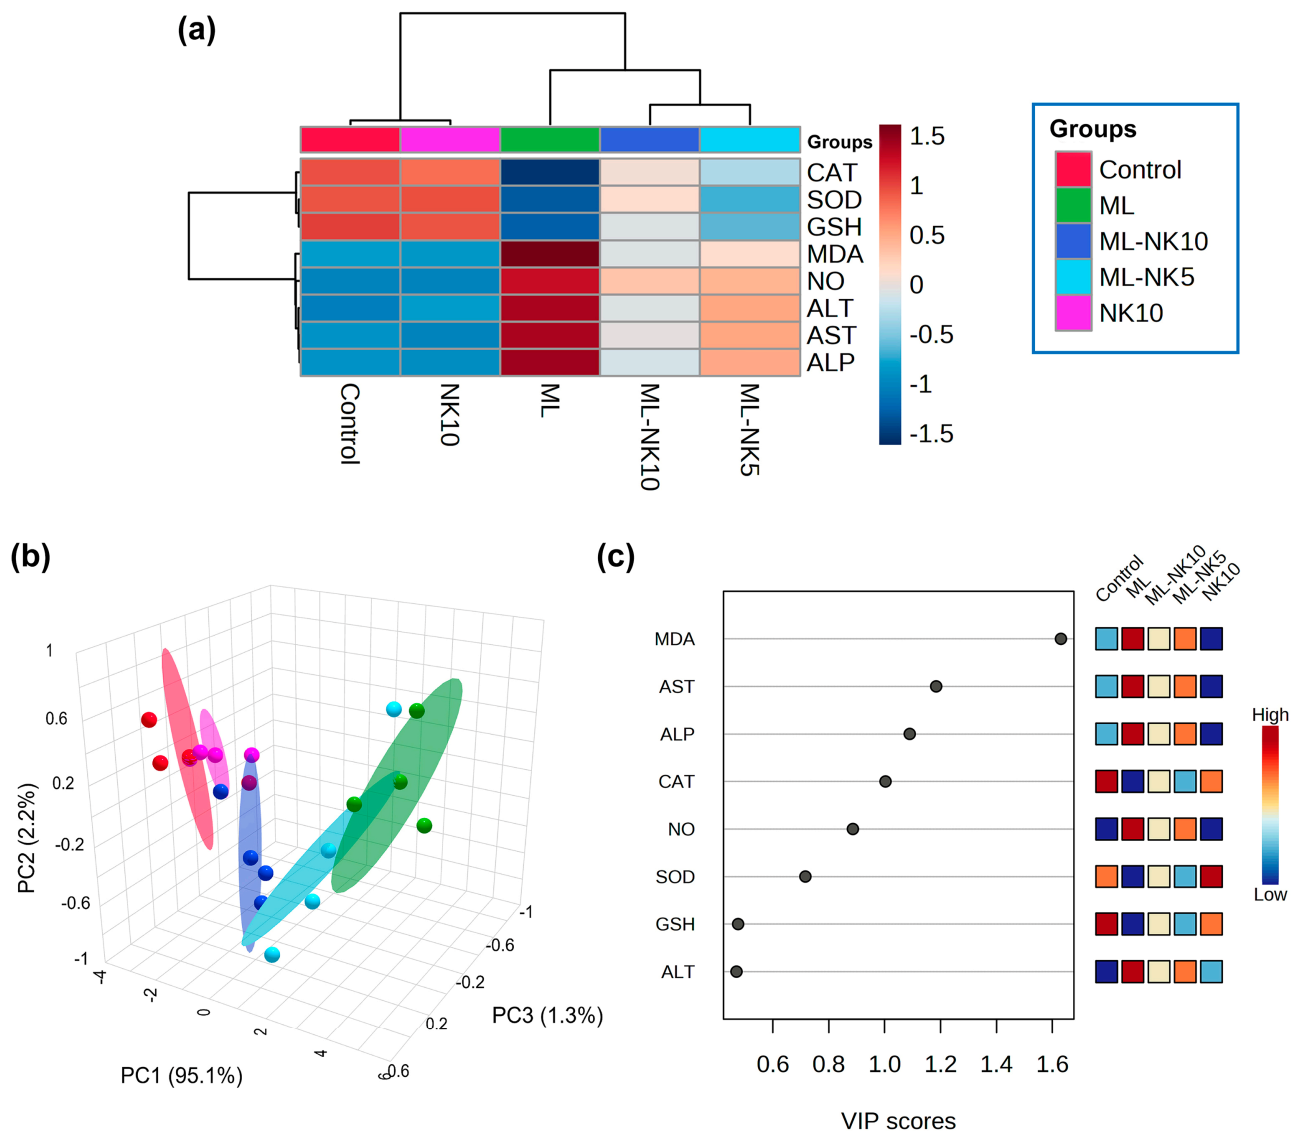 (a)
Groups
CAT
SOD
GSH
MDA
NO
ALT
AST
ALP
Control
NK10
ML
ML-NK10
ML-NK5
1.5
1
0.5
0
-0.5
-1
-1.5
Groups
Control
ML
ML-NK10
ML-NK5
NK10
(b)
1
0.6
0.2
-0.2
-0.6
-1
PC2 (2.2%)
-4
-2
0
2
4
6
PC1 (95.1%)
-1
-0.6
-0.2
0.2
0.6
PC3 (1.3%)
(c)
Control
ML
ML-NK10
ML-NK5
NK10
MDA
AST
ALP
CAT
NO
SOD
GSH
ALT
0.6 0.8 1.0 1.2 1.4 1.6
VIP scores
High
Low